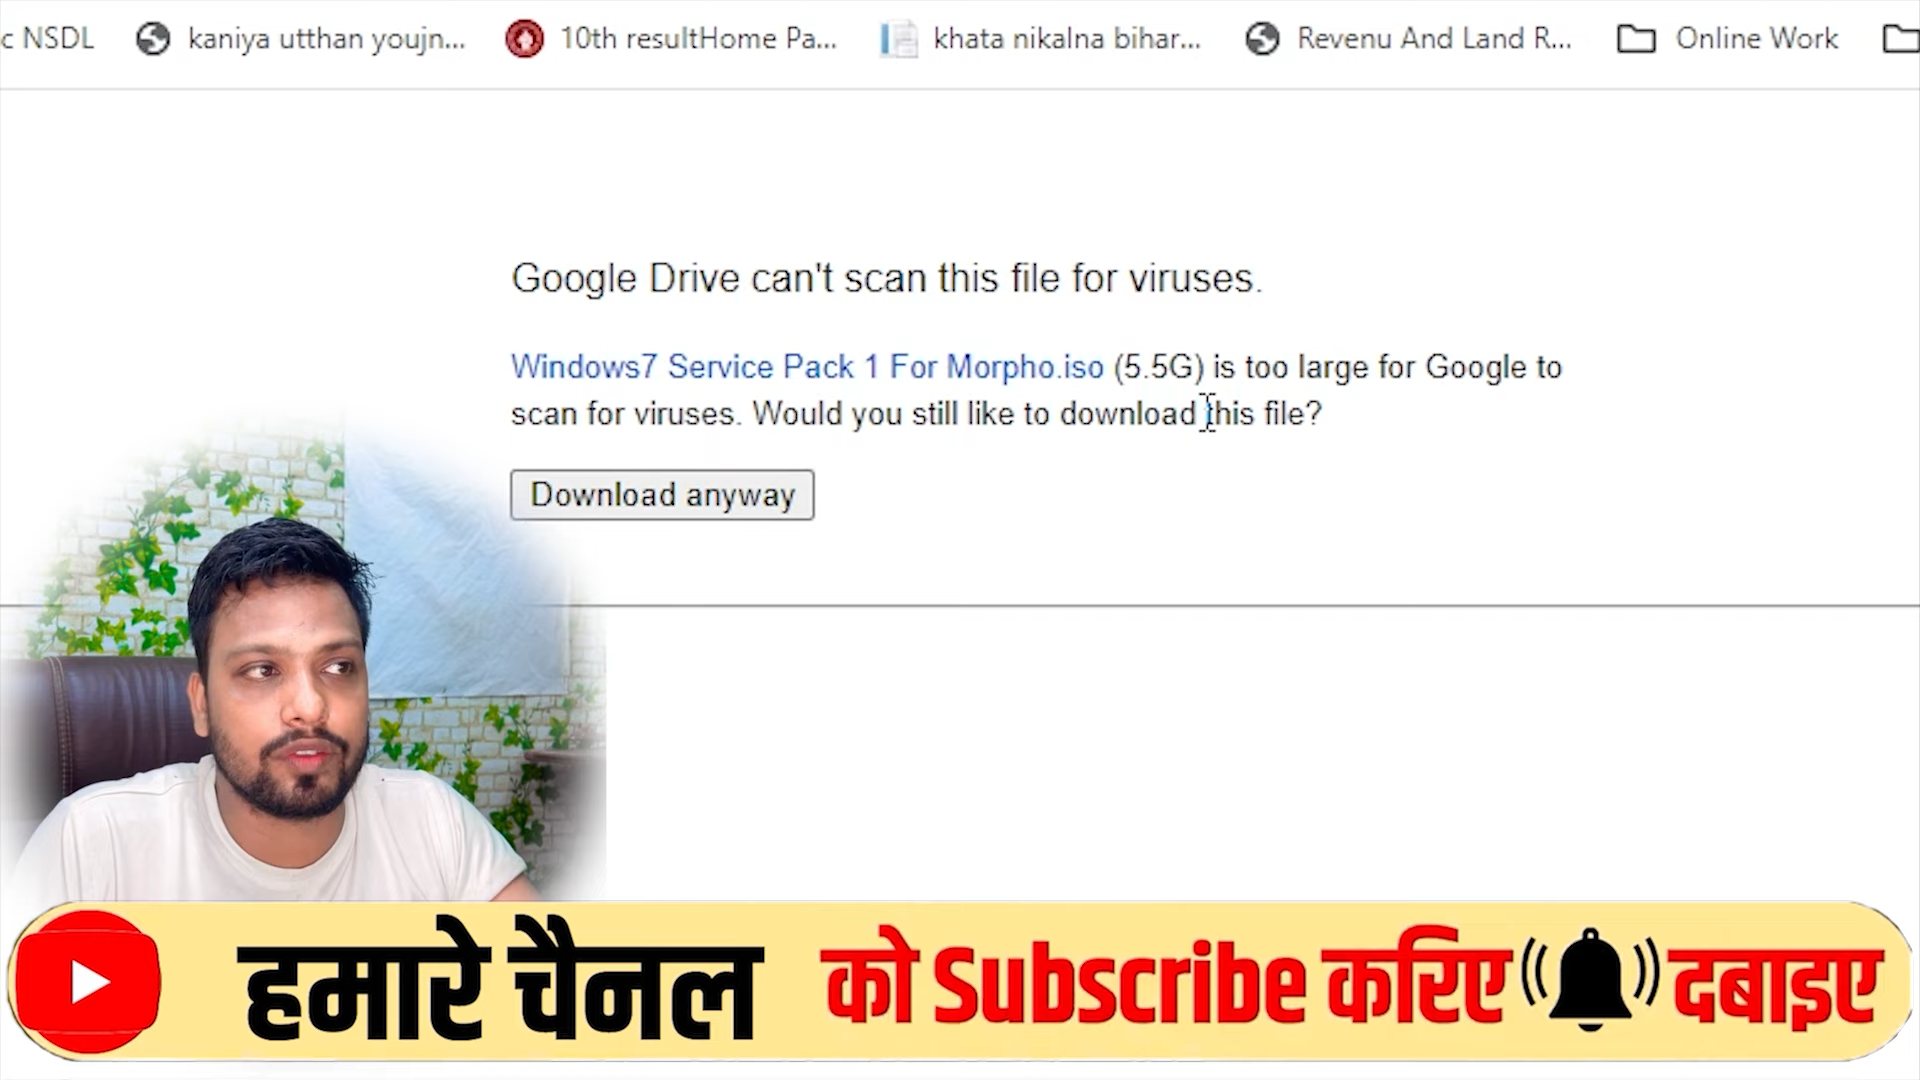 c NSDL kaniya utthan youjn... 10th resultHome Pa... khata nikalna bihar... Revenu And Land R... Online Work
Google Drive can't scan this file for viruses.
Windows7 Service Pack 1 For Morpho.iso (5.5G) is too large for Google to
scan for viruses. Would you still like to download this file?
Download anyway
हमारे चैनल को Subscribe करिए दबाइए